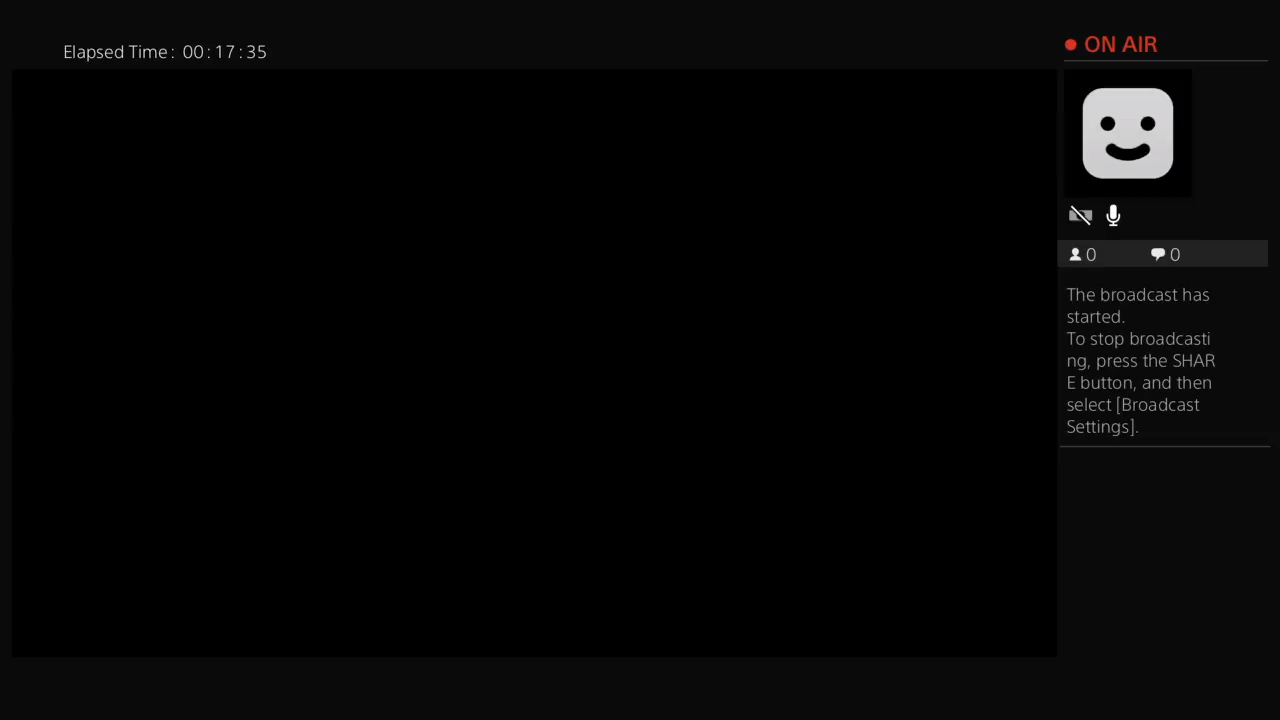 Elapsed Time: 00:17:35
ON AIR
0 0
The broadcast has
started.
To stop broadcasti
ng, press the SHAR
E button, and then
select [Broadcast
Settings].